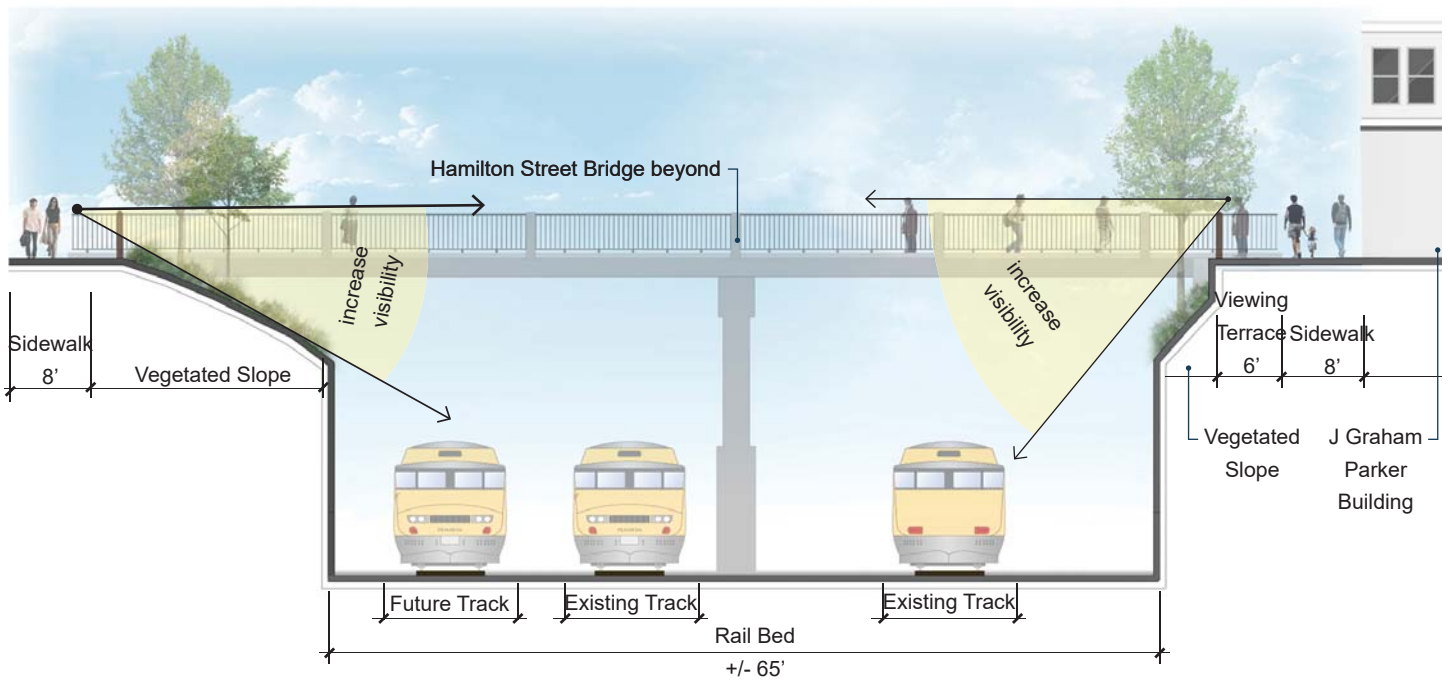 Hamilton Street Bridge beyond
increase
visibility
increase
visibility
Sidewalk
8’
Vegetated Slope
Viewing
Terrace
6’
Sidewalk
8’
Vegetated
Slope
J Graham
Parker
Building
Future Track
Existing Track
Existing Track
Rail Bed
+/- 65’